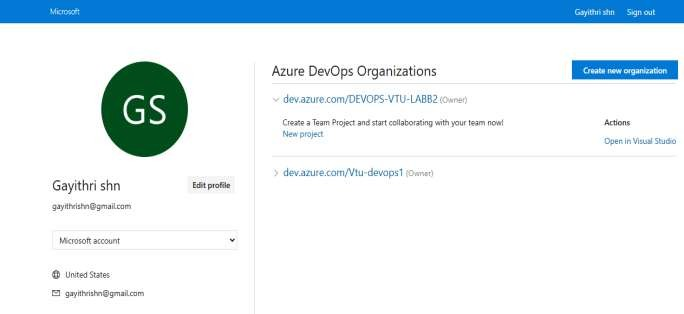 Microsoft
Gayithri shn Sign out
GS
Gayithri shn
Edit profile
gayithrishn@gmail.com
Microsoft account
United States
gayithrishn@gmail.com
Azure DevOps Organizations
Create new organization
dev.azure.com/DEVOPS-VTU-LABB2 (Owner)
Create a Team Project and start collaborating with your team now!
New project
Actions
Open in Visual Studio
dev.azure.com/Vtu-devops1 (Owner)